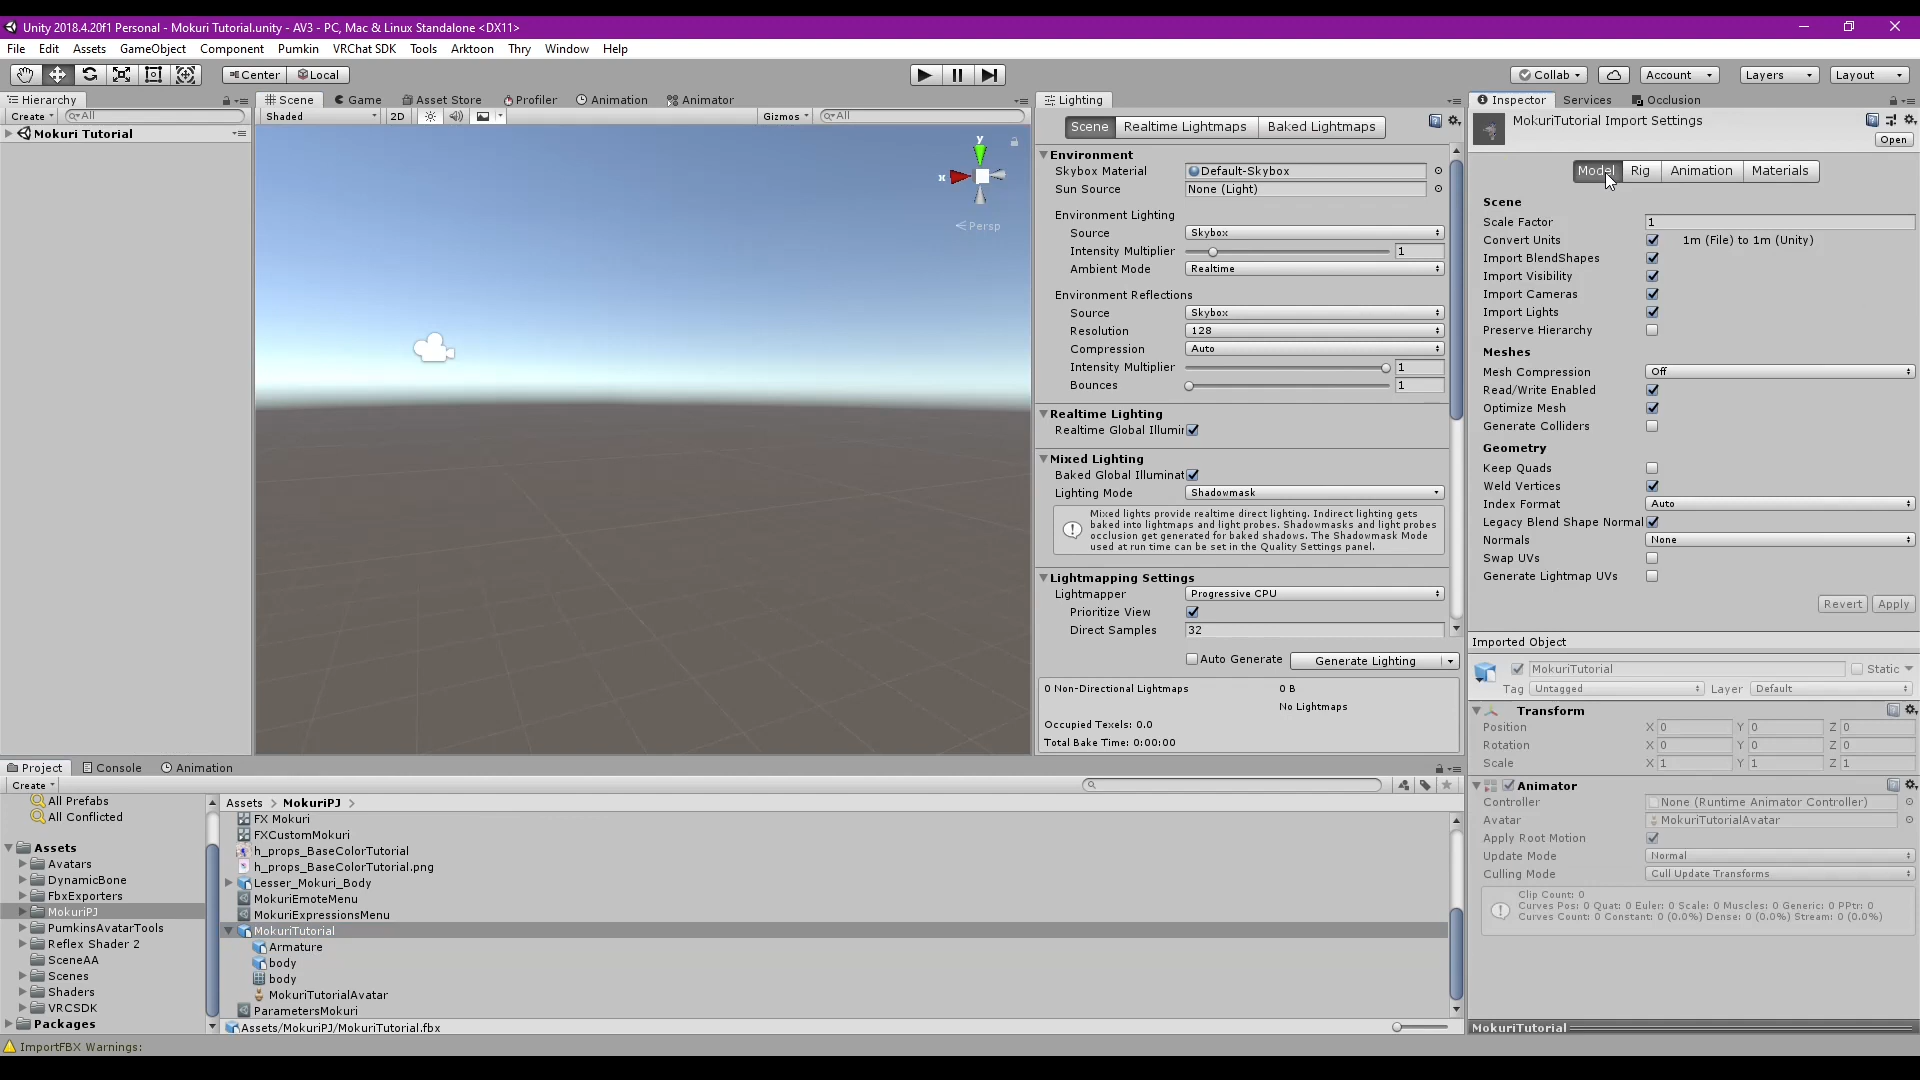 Unity 2018.4.20f1 Personal - Mokuri Tutorial.unity - AV3 - PC, Mac & Linux Standalone <DX11>
File Edit Assets GameObject Component Pumkin VRChat SDK Tools Arktoon Thry Window Help
Center Local Collab Account Layers Layout
Hierarchy
Create All
Mokuri Tutorial
Scene Game Asset Store Profiler Animation Animator
Shaded 2D Gizmos All
y
x
Persp
Lighting
Scene Realtime Lightmaps Baked Lightmaps
Environment
Skybox Material Default-Skybox
Sun Source None (Light)
Environment Lighting
Source Skybox
Intensity Multiplier 1
Ambient Mode Realtime
Environment Reflections
Source Skybox
Resolution 128
Compression Auto
Intensity Multiplier 1
Bounces 1
Realtime Lighting
Realtime Global Illumir
Mixed Lighting
Baked Global Illuminat
Lighting Mode Shadowmask
Mixed lights provide realtime direct lighting. Indirect lighting gets
baked into lightmaps and light probes. Shadowmasks and light probes
occlusion get generated for baked shadows. The Shadowmask Mode
used at run time can be set in the Quality Settings panel.
Lightmapping Settings
Lightmapper Progressive CPU
Prioritize View
Direct Samples 32
Auto Generate Generate Lighting
0 Non-Directional Lightmaps 0 B
No Lightmaps
Occupied Texels: 0.0
Total Bake Time: 0:00:00
Inspector Services Occlusion
MokuriTutorial Import Settings
Open
Model Rig Animation Materials
Scene
Scale Factor 1
Convert Units 1m (File) to 1m (Unity)
Import BlendShapes
Import Visibility
Import Cameras
Import Lights
Preserve Hierarchy
Meshes
Mesh Compression Off
Read/Write Enabled
Optimize Mesh
Generate Colliders
Geometry
Keep Quads
Weld Vertices
Index Format Auto
Legacy Blend Shape Normal
Normals None
Swap UVs
Generate Lightmap UVs
Revert Apply
Imported Object
MokuriTutorial Static
Tag Untagged Layer Default
Transform
Position X 0 Y 0 Z 0
Rotation X 0 Y 0 Z 0
Scale X 1 Y 1 Z 1
Animator
Controller None (Runtime Animator Controller)
Avatar MokuriTutorialAvatar
Apply Root Motion
Update Mode Normal
Culling Mode Cull Update Transforms
Clip Count: 0
Curves Pos: 0 Quat: 0 Euler: 0 Scale: 0 Muscles: 0 Generic: 0 PPtr: 0
Curves Count: 0 Constant: 0 (0.0%) Dense: 0 (0.0%) Stream: 0 (0.0%)
MokuriTutorial
Project Console Animation
Create
All Prefabs
All Conflicted
Assets
Avatars
DynamicBone
FbxExporters
MokuriPJ
PumkinsAvatarTools
Reflex Shader 2
SceneAA
Scenes
Shaders
VRCSDK
Packages
Assets > MokuriPJ >
FX Mokuri
FXCustomMokuri
h_props_BaseColorTutorial
h_props_BaseColorTutorial.png
Lesser_Mokuri_Body
MokuriEmoteMenu
MokuriExpressionsMenu
MokuriTutorial
Armature
body
body
MokuriTutorialAvatar
ParametersMokuri
Assets/MokuriPJ/MokuriTutorial.fbx
ImportFBX Warnings: